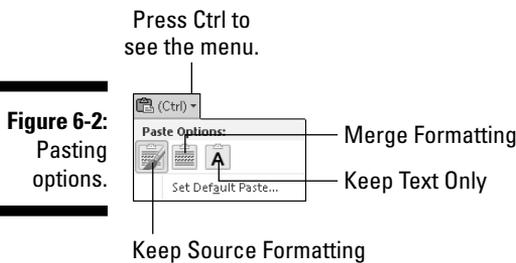 Press Ctrl to
see the menu.
Figure 6-2:
Pasting
options.
(Ctrl)
Paste Options:
A
Set Default Paste...
Merge Formatting
Keep Text Only
Keep Source Formatting